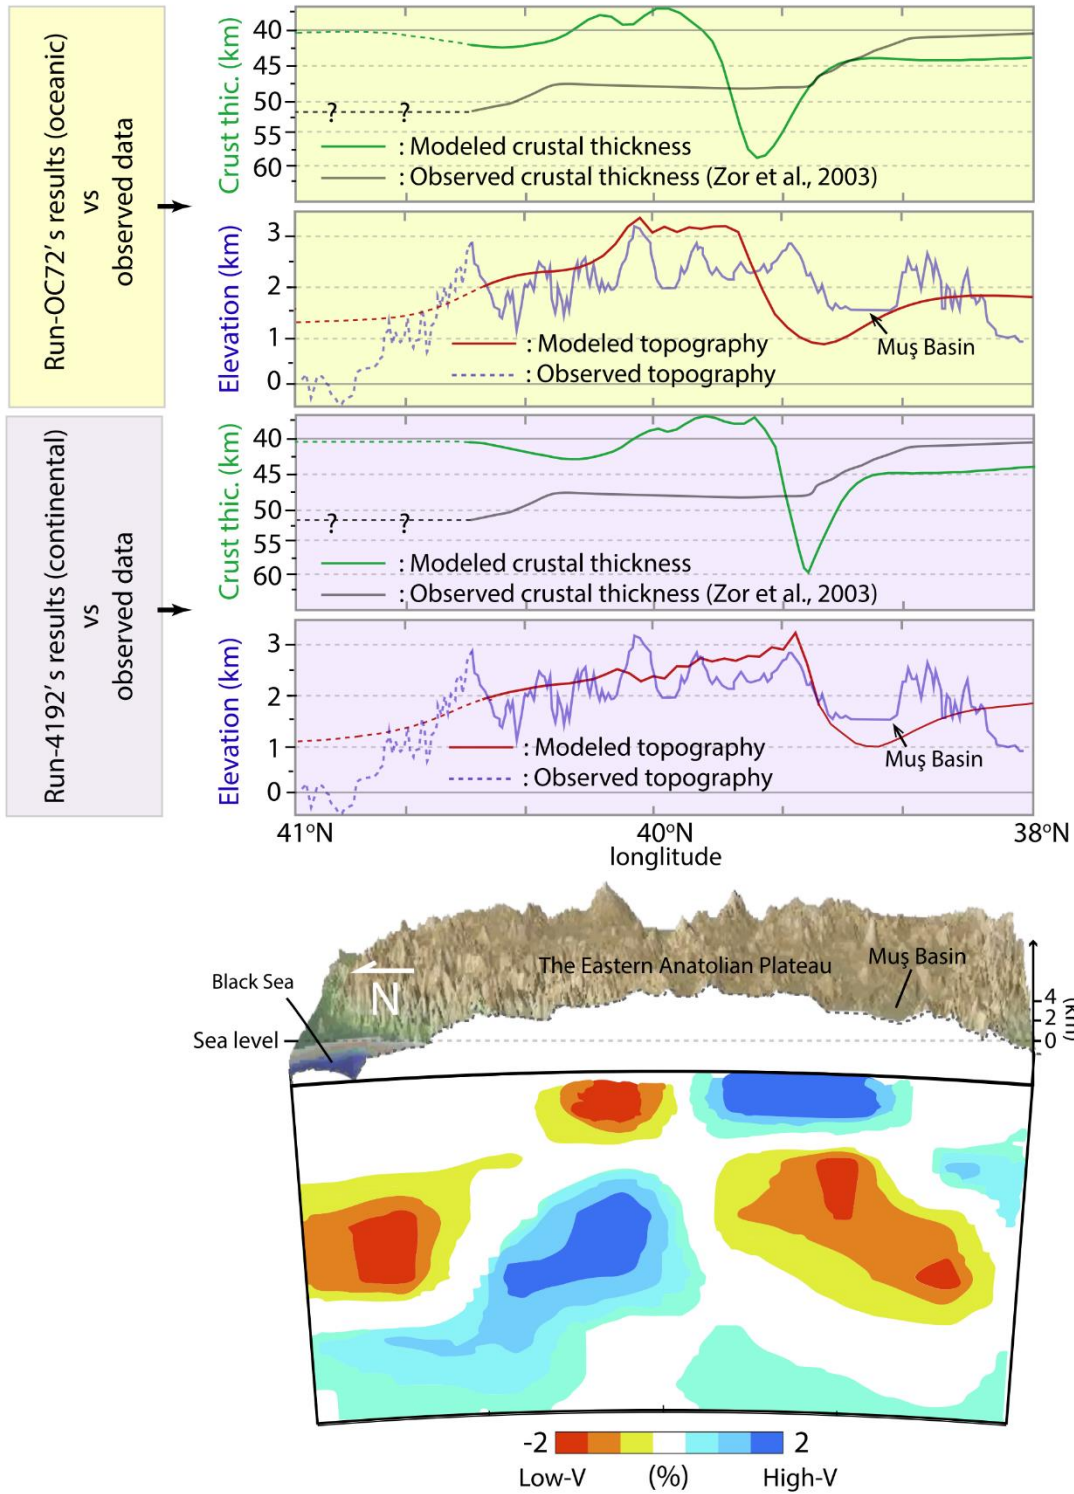 Run-OC72's results (oceanic)
vs
observed data
Crust thic. (km)
40
45
50
55
60
? ?
: Modeled crustal thickness
: Observed crustal thickness (Zor et al., 2003)
Elevation (km)
3
2
1
0
: Modeled topography
: Observed topography
Muş Basin
Run-4192's results (continental)
vs
observed data
Crust thic. (km)
40
45
50
55
60
? ?
: Modeled crustal thickness
: Observed crustal thickness (Zor et al., 2003)
Elevation (km)
3
2
1
0
: Modeled topography
: Observed topography
Muş Basin
41°N 40°N 38°N
longlitude
The Eastern Anatolian Plateau
Muş Basin
Black Sea
N
Sea level
4
2
0
(km)
-2 2
Low-V (%) High-V